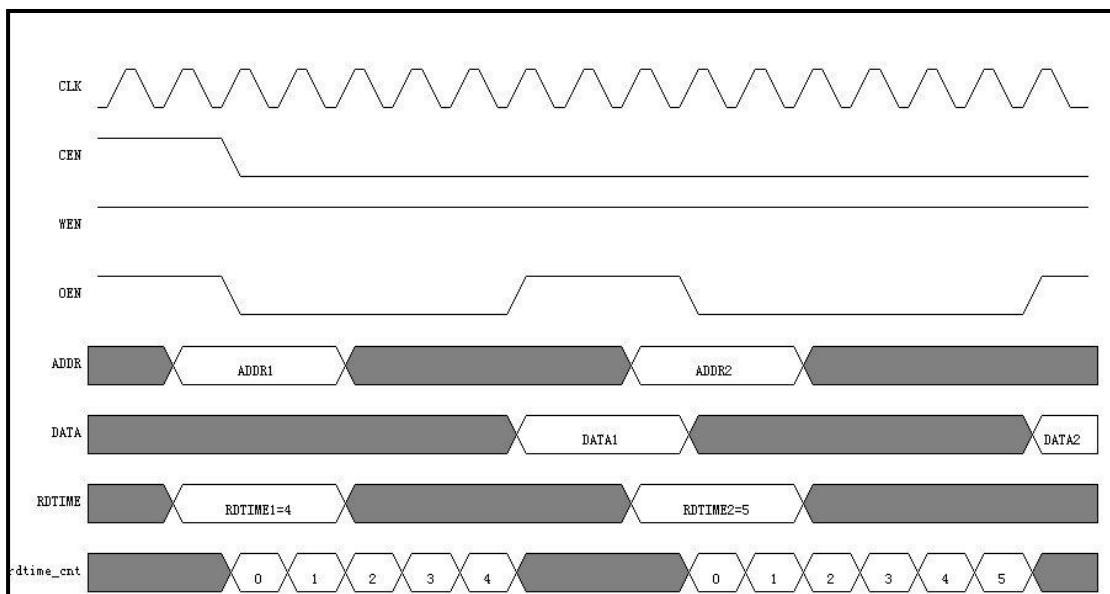 CLK
CEN
WEN
OEN
ADDR ADDR1 ADDR2
DATA DATA1 DATA2
RDTIME RDTIME1=4 RDTIME2=5
rdtime_cnt 0 1 2 3 4 0 1 2 3 4 5